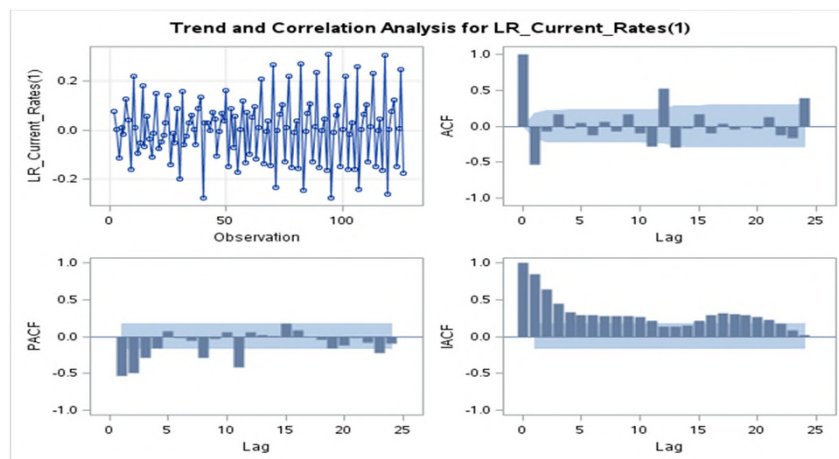 Trend and Correlation Analysis for LR_Current_Rates(1)
LR_Current_Rates(1)
0.2
0.0
-0.2
0 50 100
Observation
ACF
1.0
0.5
0.0
-0.5
-1.0
0 5 10 15 20 25
Lag
PACF
1.0
0.5
0.0
-0.5
-1.0
0 5 10 15 20 25
Lag
IACF
1.0
0.5
0.0
-0.5
-1.0
0 5 10 15 20 25
Lag